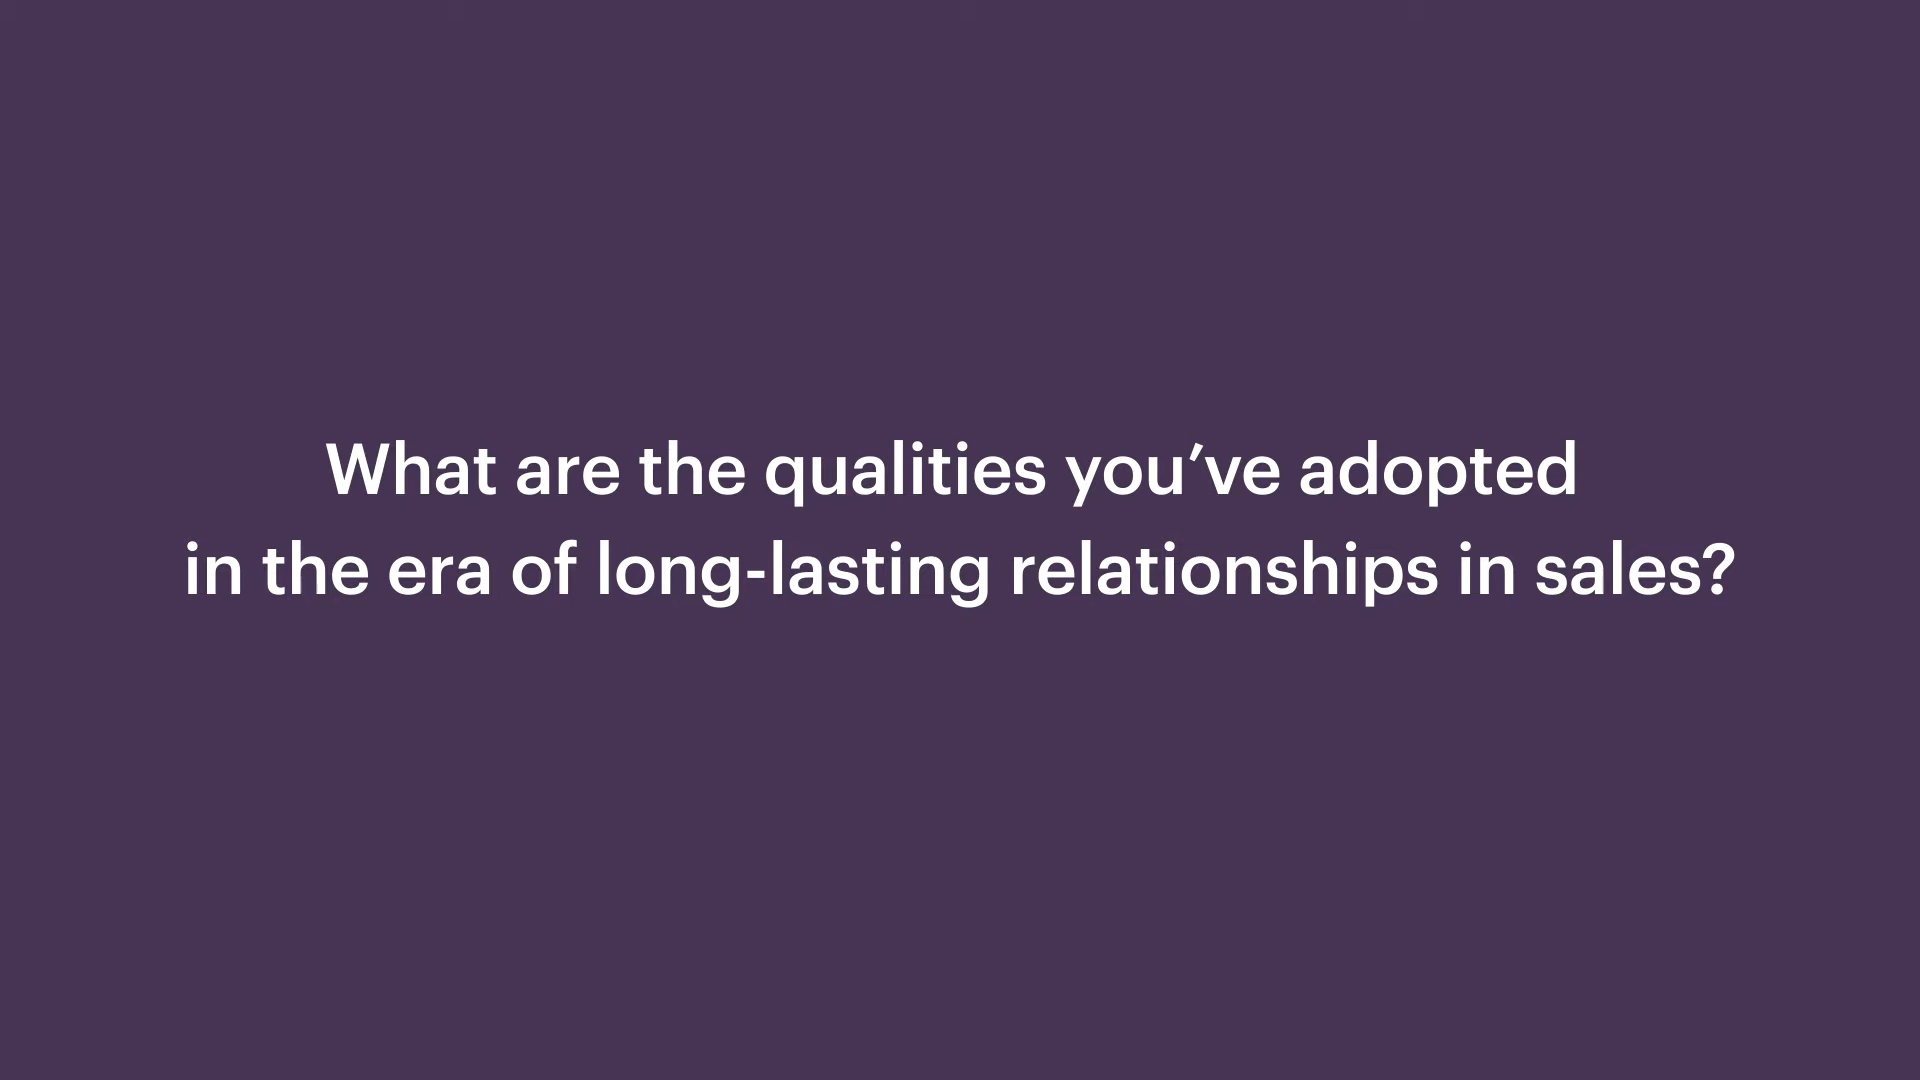 What are the qualities you’ve adopted
in the era of long-lasting relationships in sales?